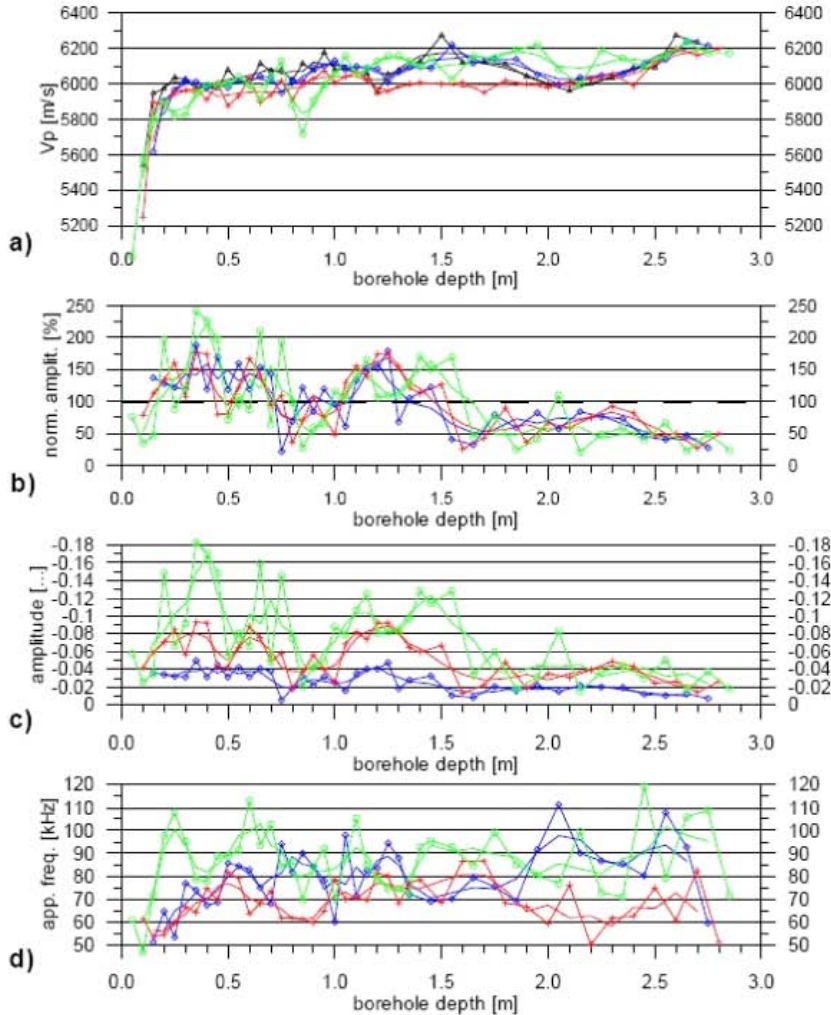 6400 6400
6200 6200
6000 6000
5800 5800
5600 5600
5400 5400
5200 5200
Vp [m/s]
a)
0.0 0.5 1.0 1.5 2.0 2.5 3.0
borehole depth [m]
250 250
200 200
150 150
100 100
50 50
0 0
norm. amplit. [%]
b)
0.0 0.5 1.0 1.5 2.0 2.5 3.0
borehole depth [m]
-0.18 -0.18
-0.16 -0.16
-0.14 -0.14
-0.12 -0.12
-0.1 -0.1
-0.08 -0.08
-0.06 -0.06
-0.04 -0.04
-0.02 -0.02
0 0
amplitude [...]
c)
0.0 0.5 1.0 1.5 2.0 2.5 3.0
borehole depth [m]
120 120
110 110
100 100
90 90
80 80
70 70
60 60
50 50
app. freq. [kHz]
d)
0.0 0.5 1.0 1.5 2.0 2.5 3.0
borehole depth [m]